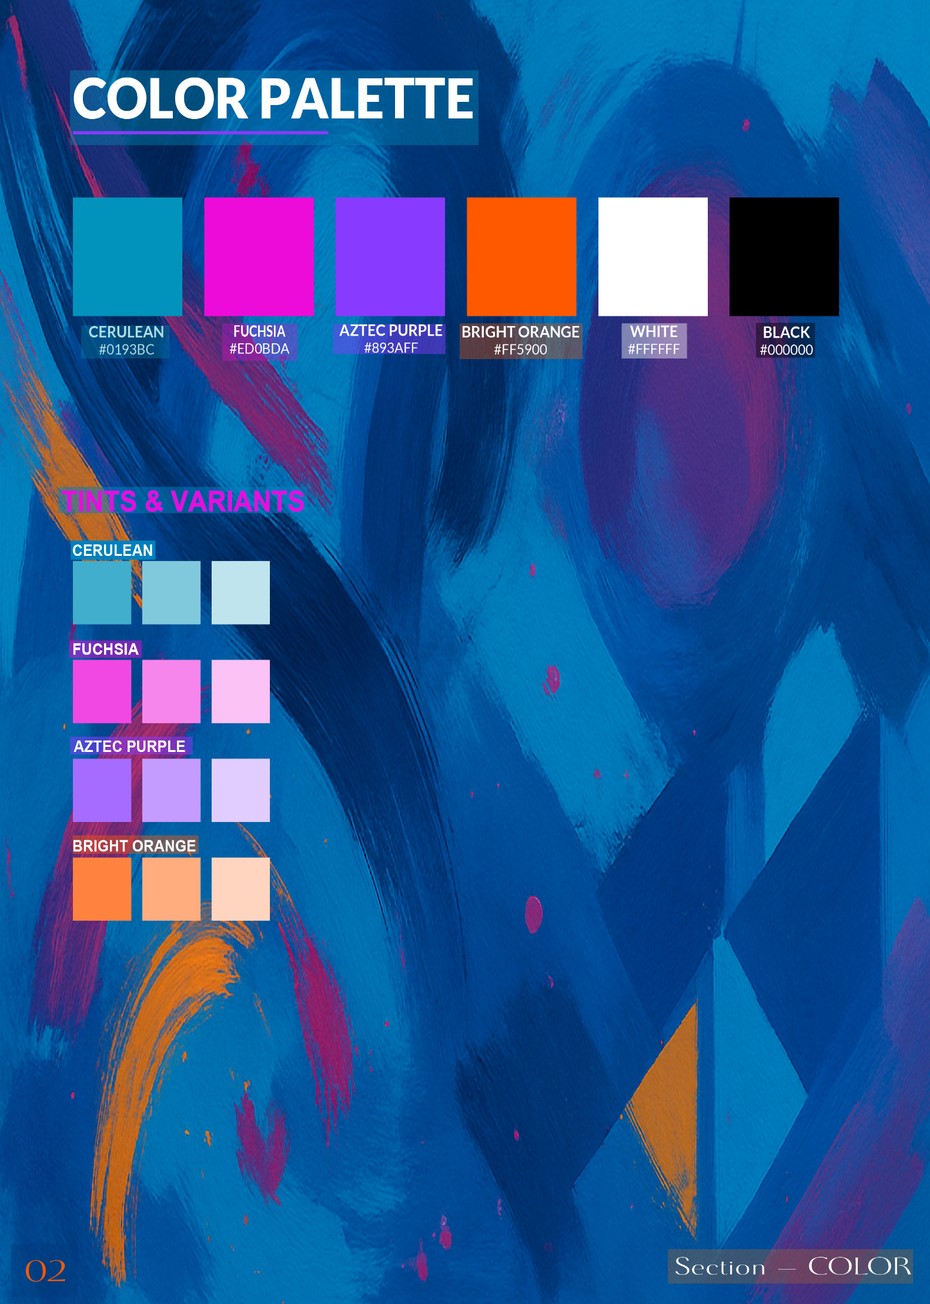 COLOR PALETTE
CERULEAN
#0193BC
FUCHSIA
#ED0BDA
AZTEC PURPLE
#893AFF
BRIGHT ORANGE
#FF5900
WHITE
#FFFFFF
BLACK
#000000
TINTS & VARIANTS
CERULEAN
FUCHSIA
AZTEC PURPLE
BRIGHT ORANGE
02
Section — COLOR